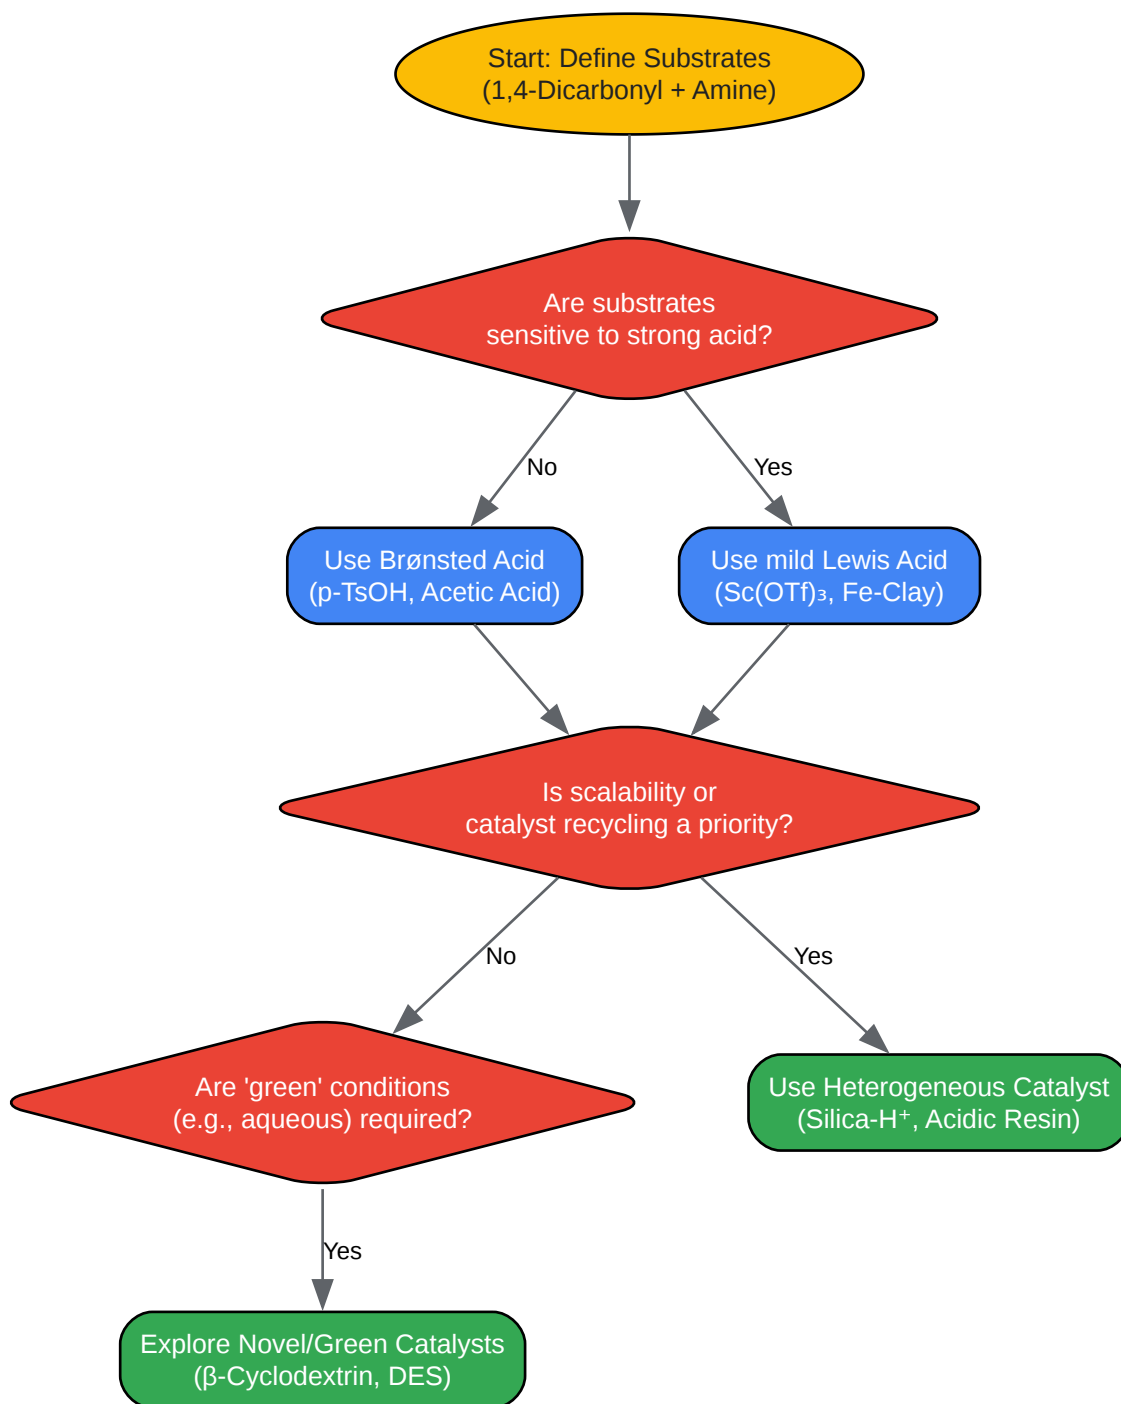 Start: Define Substrates
(1,4-Dicarbonyl + Amine)
Are substrates
sensitive to strong acid?
No
Yes
Use Brønsted Acid
(p-TsOH, Acetic Acid)
Use mild Lewis Acid
(Sc(OTf)₃, Fe-Clay)
Is scalability or
catalyst recycling a priority?
No
Yes
Are 'green' conditions
(e.g., aqueous) required?
Use Heterogeneous Catalyst
(Silica-H⁺, Acidic Resin)
Yes
Explore Novel/Green Catalysts
(β-Cyclodextrin, DES)